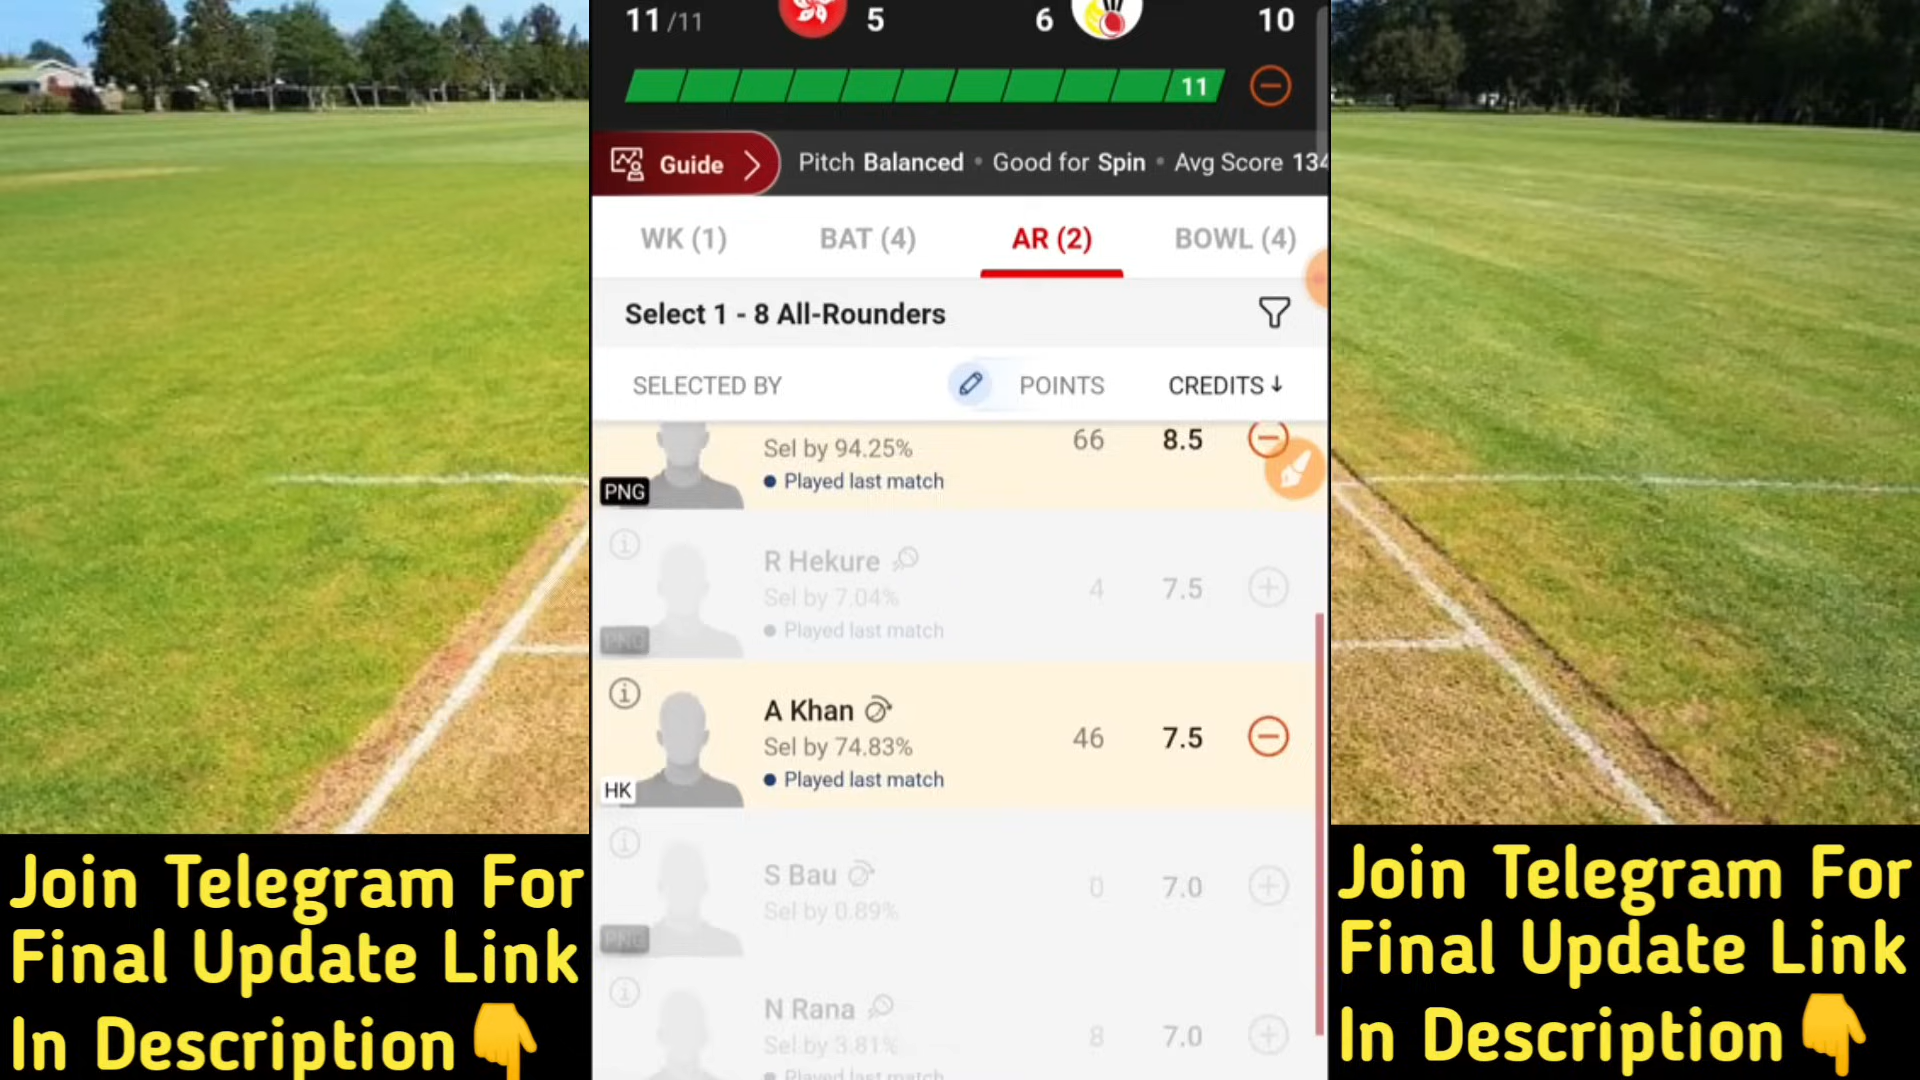 11/11
5
6
10
11
Guide
Pitch Balanced • Good for Spin • Avg Score 134
WK (1)
BAT (4)
AR (2)
BOWL (4)
Select 1 - 8 All-Rounders
SELECTED BY
POINTS
CREDITS ↓
Sel by 94.25%
66
8.5
Played last match
PNG
R Hekure
Sel by 7.04%
4
7.5
Played last match
PNG
A Khan
Sel by 74.83%
46
7.5
Played last match
HK
S Bau
Sel by 0.89%
0
7.0
PNG
N Rana
Sel by 3.81%
8
7.0
Played last match
Join Telegram For
Final Update Link
In Description👇
Join Telegram For
Final Update Link
In Description👇